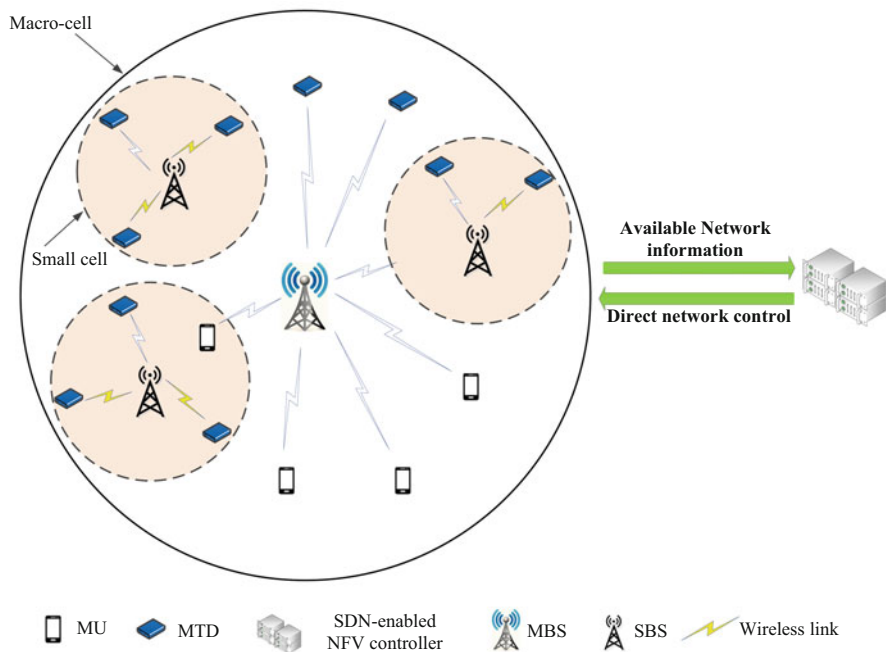 Macro-cell
Small cell
Available Network
information
Direct network control
MU
MTD
SDN-enabled
NFV controller
MBS
SBS
Wireless link